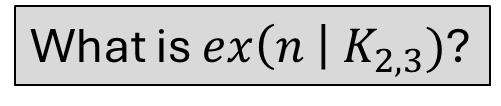 What is ex(n | K₂,₃)?